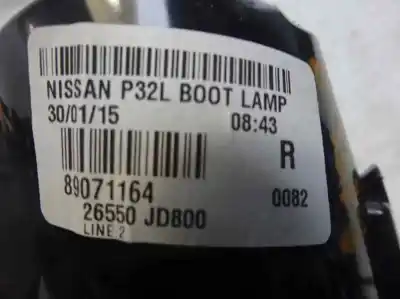 NISSAN P32L BOOT LAMP
30/01/15 08:43
R
89071164 0082
26550 JD800
LINE 2